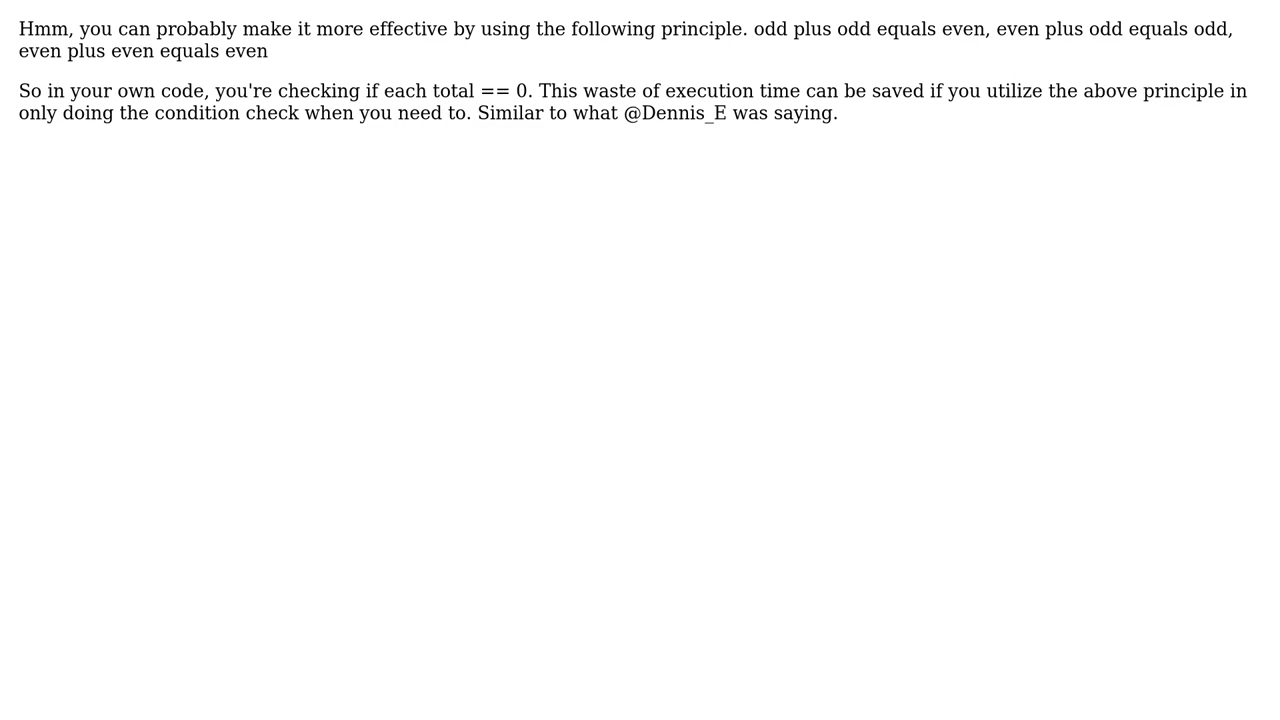 Hmm, you can probably make it more effective by using the following principle. odd plus odd equals even, even plus odd equals odd,
even plus even equals even
So in your own code, you're checking if each total == 0. This waste of execution time can be saved if you utilize the above principle in
only doing the condition check when you need to. Similar to what @Dennis_E was saying.